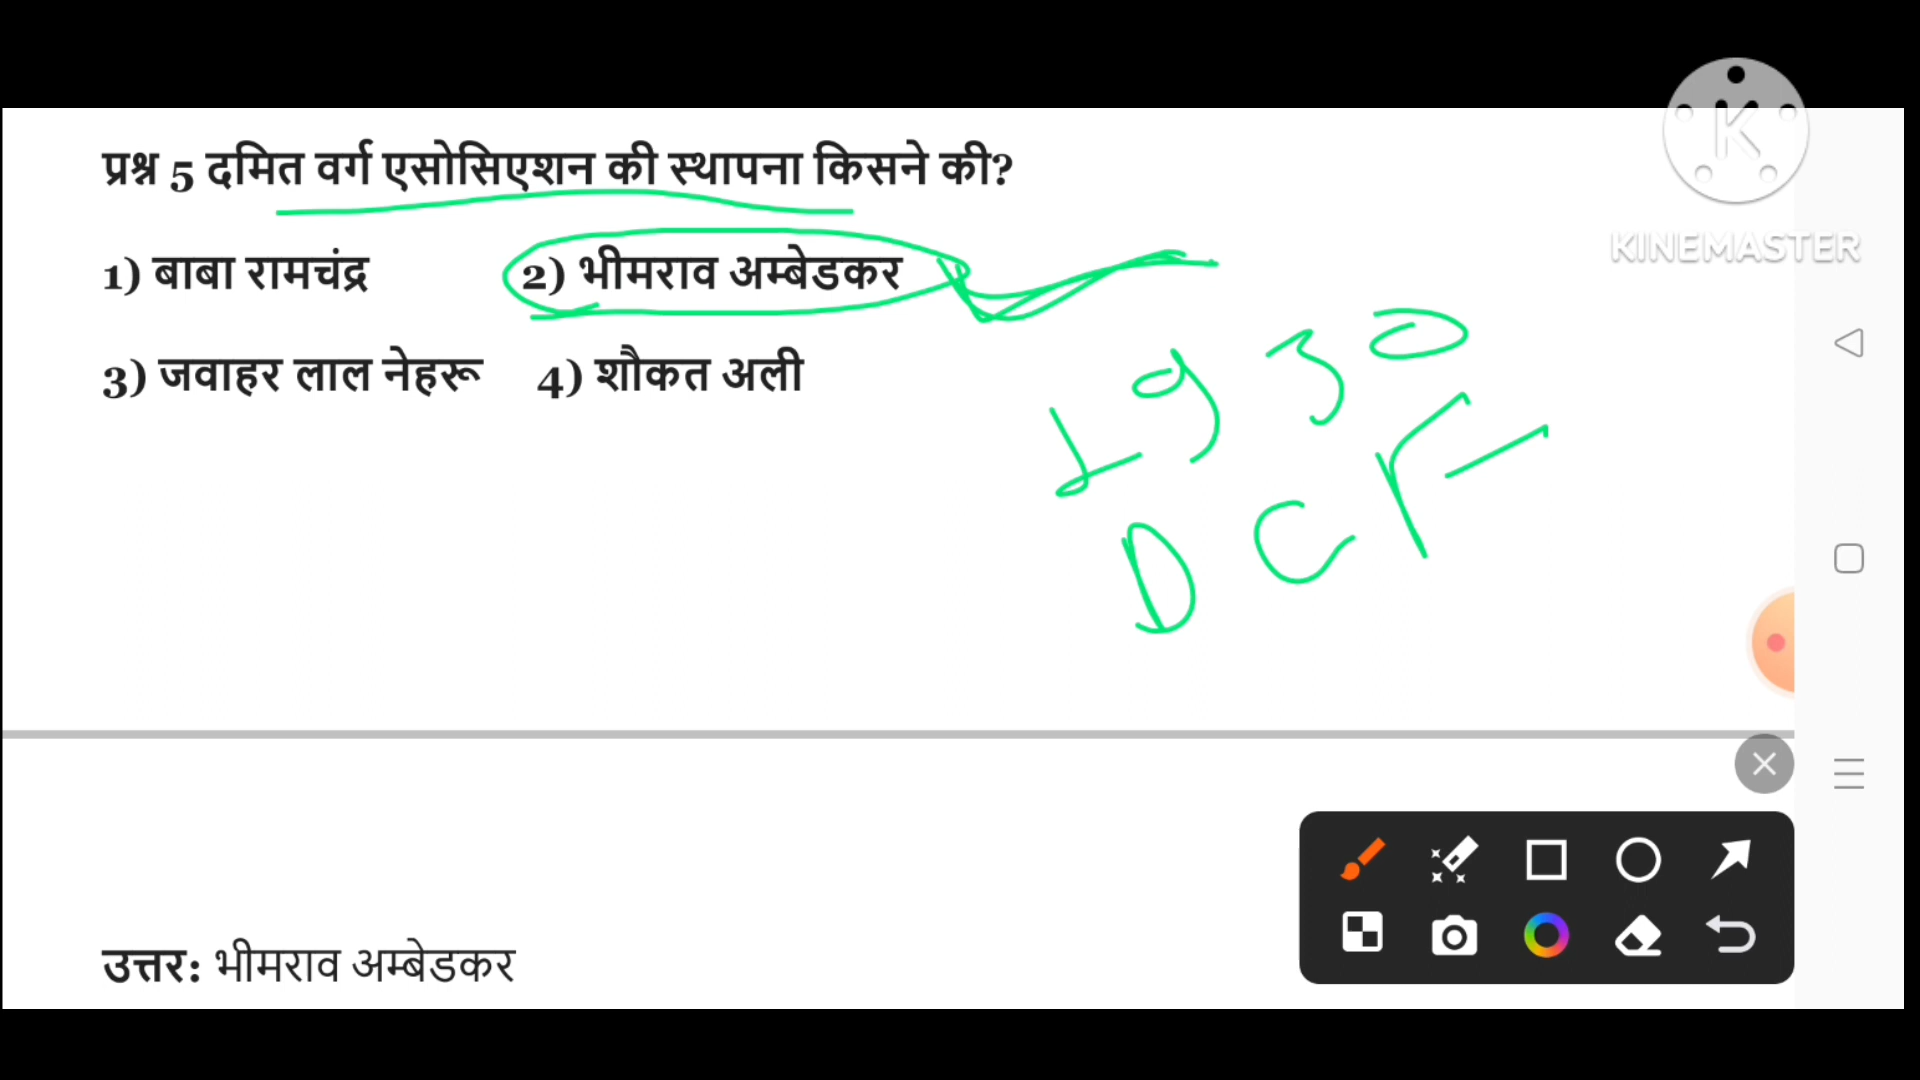 प्रश्न 5 दमित वर्ग एसोसिएशन की स्थापना किसने की?
K
KINEMASTER
1) बाबा रामचंद्र 2) भीमराव अम्बेडकर
3) जवाहर लाल नेहरू 4) शौकत अली
1930
DCF
उत्तर: भीमराव अम्बेडकर